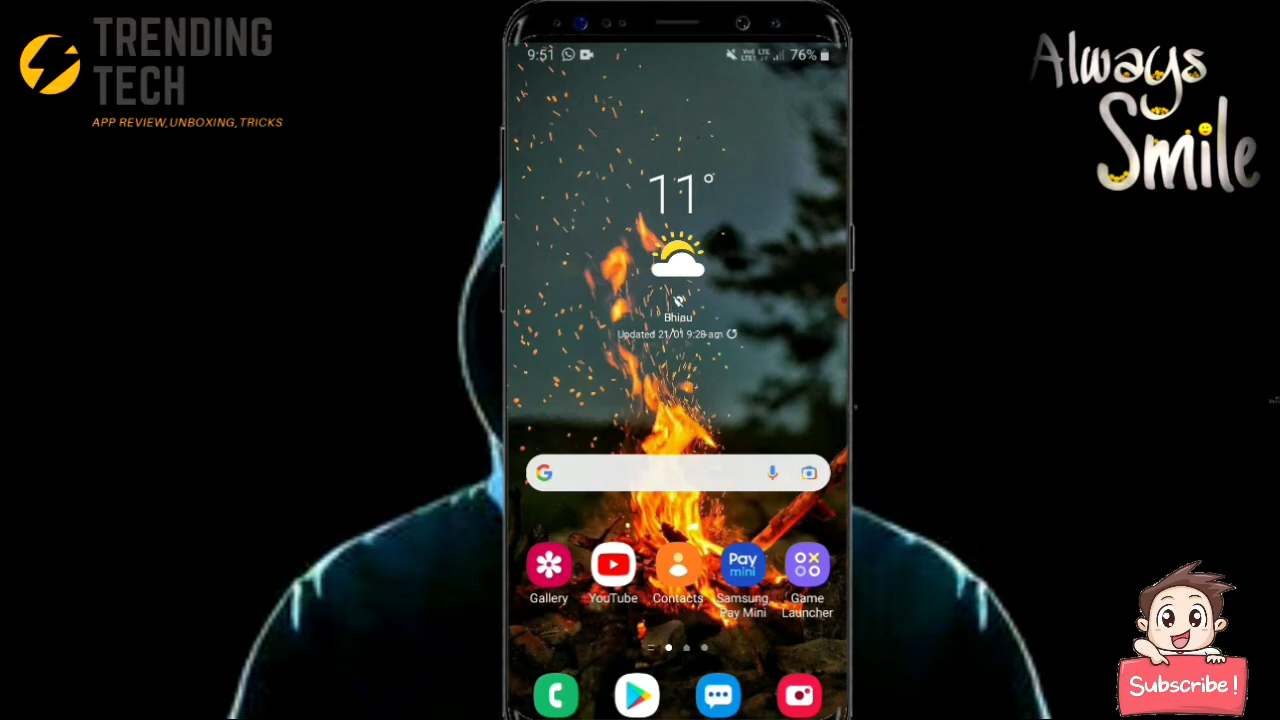 TRENDING
TECH
APP REVIEW,UNBOXING,TRICKS
Always
Smile
9:51
76%
11°
Bhiau
Updated 21/01 9:28 am
Gallery
YouTube
Contacts
Pay
mini
Samsung
Pay Mini
Game
Launcher
Subscribe!